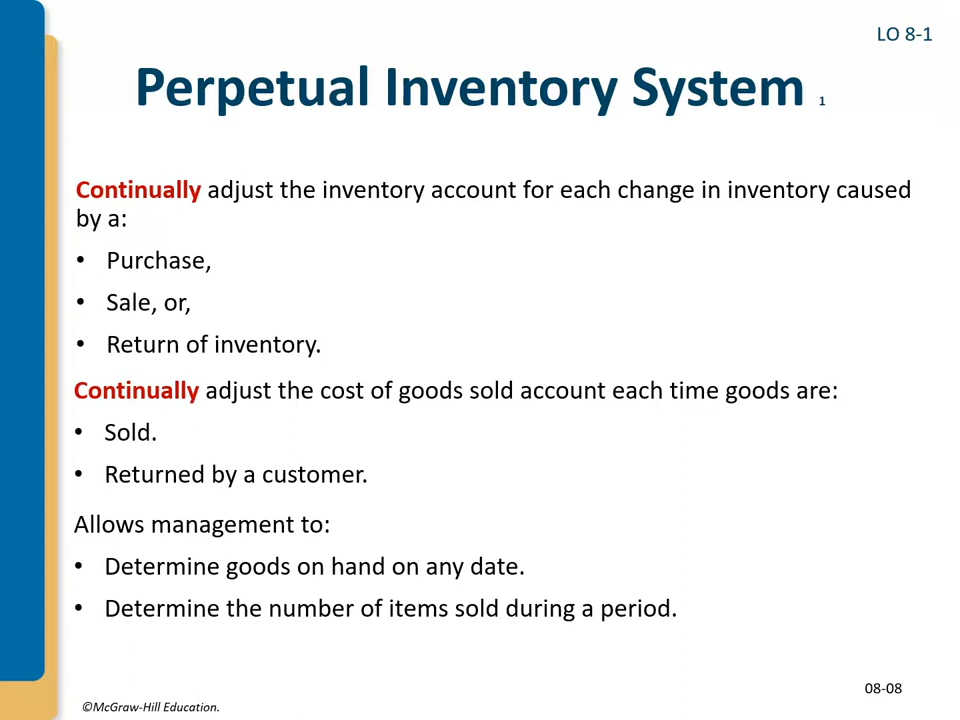 LO 8-1
Perpetual Inventory System 1
Continually adjust the inventory account for each change in inventory caused
by a:
• Purchase,
• Sale, or,
• Return of inventory.
Continually adjust the cost of goods sold account each time goods are:
• Sold.
• Returned by a customer.
Allows management to:
• Determine goods on hand on any date.
• Determine the number of items sold during a period.
08-08
©McGraw-Hill Education.